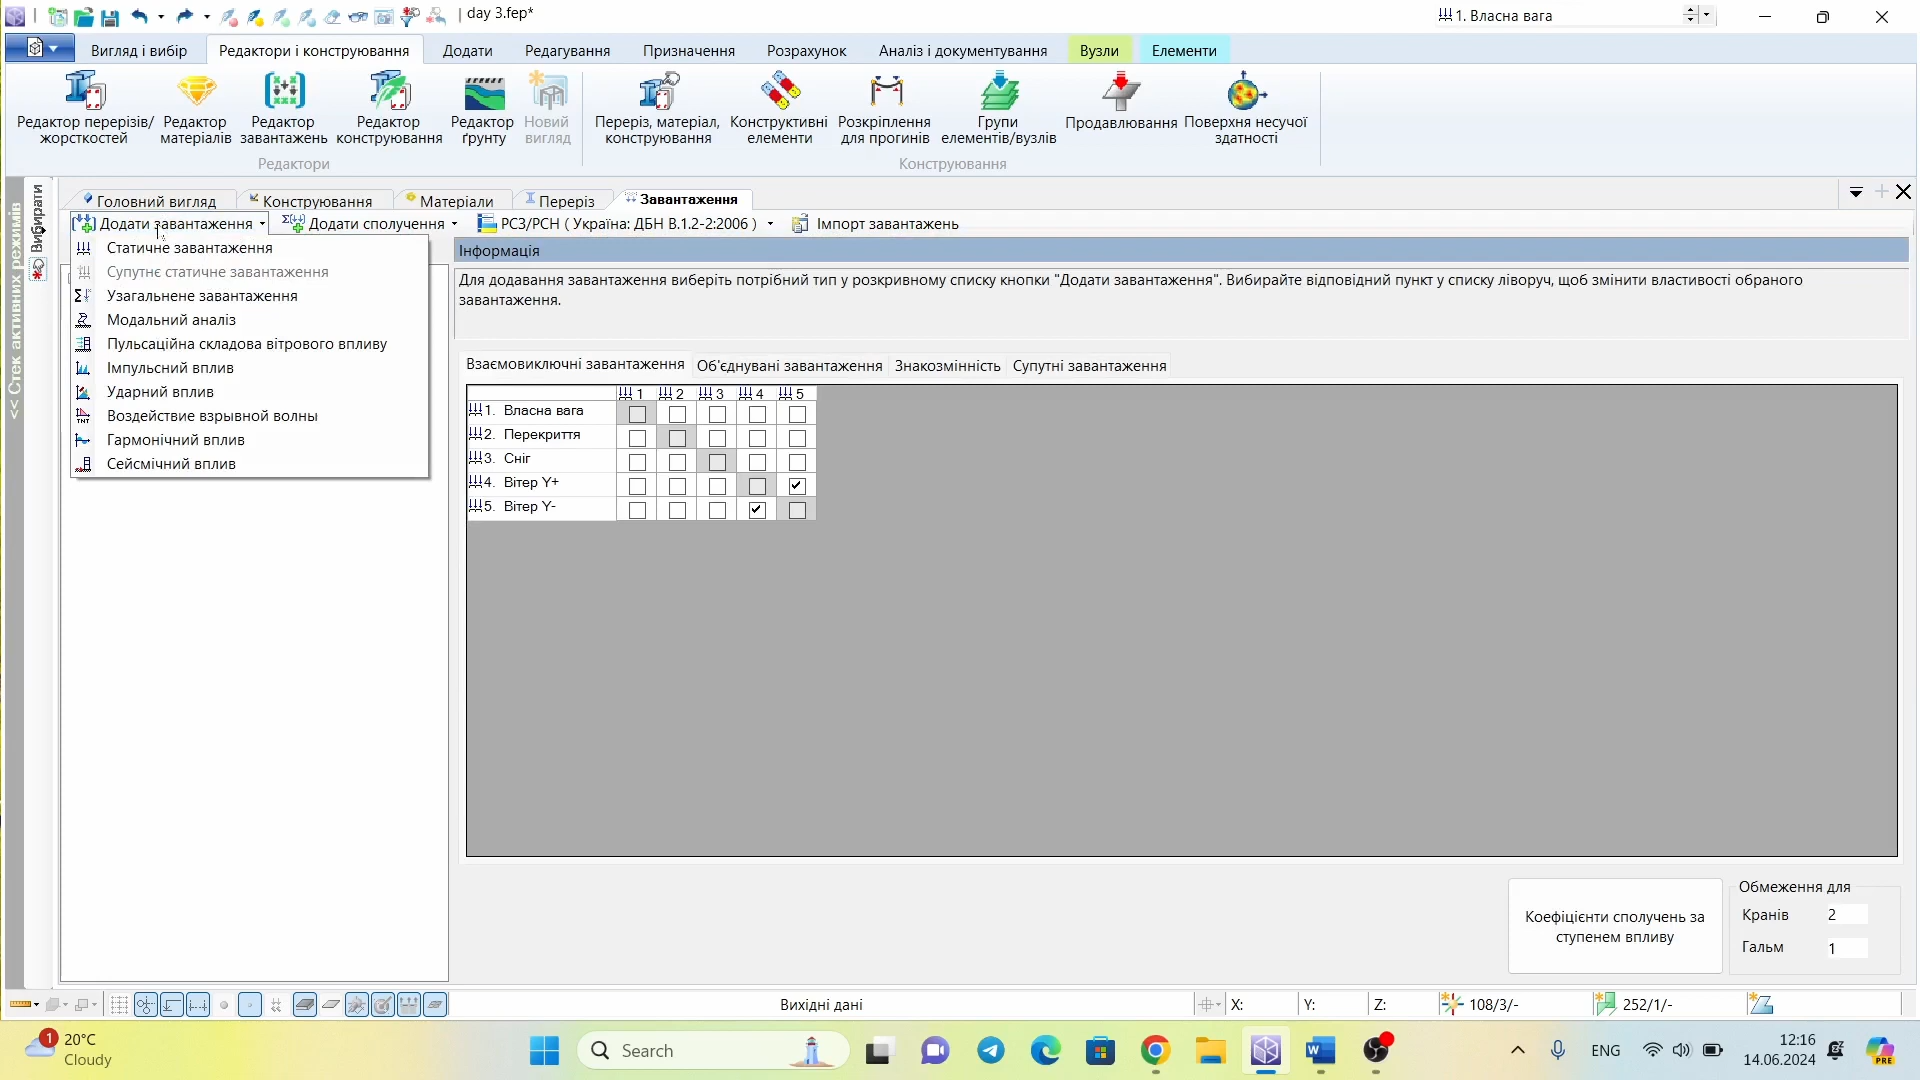 day 3.fep*
1. Власна вага
Вигляд і вибір
Редактори і конструювання
Додати
Редагування
Призначення
Розрахунок
Аналіз і документування
Вузли
Елементи
Редактор перерізів/
жорсткостей
Редактор
матеріалів
Редактор
завантажень
Редактор
конструювання
Редактор
ґрунту
Новий
вигляд
Переріз, матеріал,
конструювання
Конструктивні
елементи
Розкріплення
для прогинів
Групи
елементів/вузлів
Продавлювання
Поверхня несучої
здатності
Редактори
Конструювання
<< Стек активних режимів
Вибирати
Головний вигляд
Конструювання
Матеріали
Переріз
Завантаження
Додати завантаження
Додати сполучення
РСЗ/РСН ( Україна: ДБН В.1.2-2:2006 )
Імпорт завантажень
Статичне завантаження
Супутнє статичне завантаження
Узагальнене завантаження
Модальний аналіз
Пульсаційна складова вітрового впливу
Імпульсний вплив
Ударний вплив
Воздействие взрывной волны
Гармонічний вплив
Сейсмічний вплив
Інформація
Для додавання завантаження виберіть потрібний тип у розкривному списку кнопки "Додати завантаження". Вибирайте відповідний пункт у списку ліворуч, щоб змінити властивості обраного
завантаження.
Взаємовиключні завантаження
Об'єднувані завантаження
Знакозмінність
Супутні завантаження
1 2 3 4 5
1. Власна вага
2. Перекриття
3. Сніг
4. Вітер Y+
5. Вітер Y-
Коефіцієнти сполучень за
ступенем впливу
Обмеження для
Кранів 2
Гальм 1
Вихідні дані
X:
Y:
Z:
108/3/-
252/1/-
1
20°C
Cloudy
Search
ENG
12:16
14.06.2024
PRE